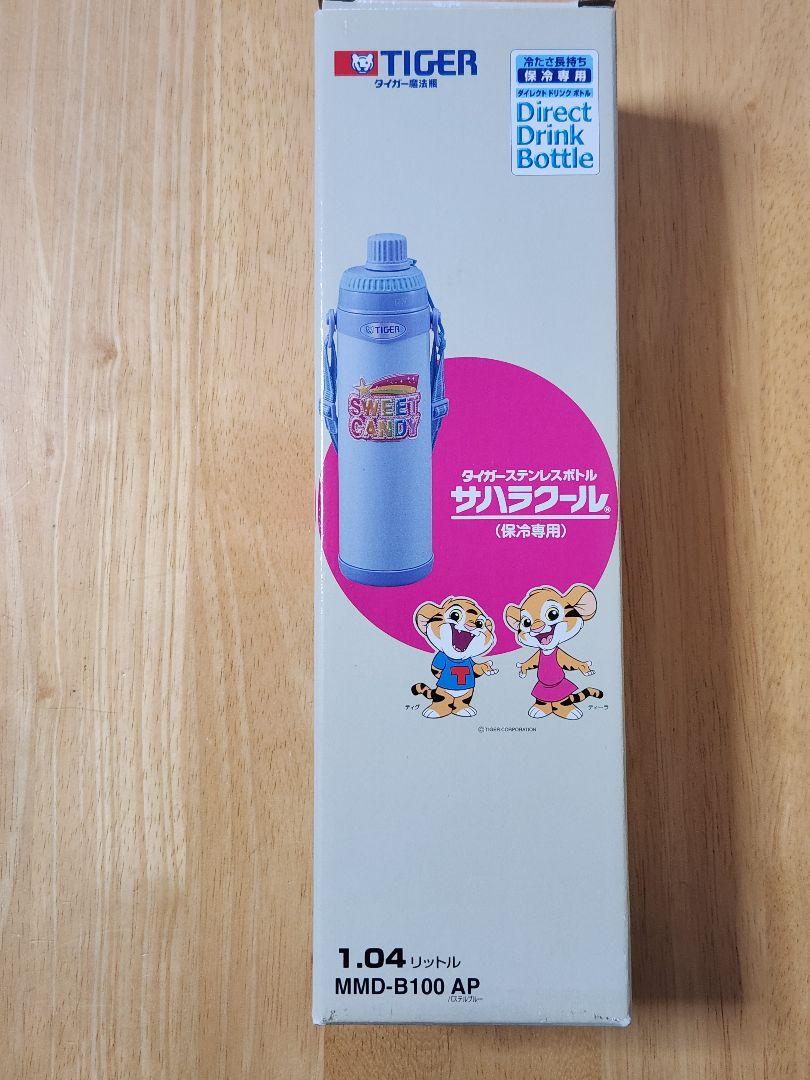 TIGER
タイガー魔法瓶
冷たさ長持ち
保冷専用
ダイレクトドリンクボトル
Direct
Drink
Bottle
TIGER
SWEET
CANDY
タイガーステンレスボトル
サハラクール®
(保冷専用)
T
ティグ
ティーラ
©TIGER CORPORATION
1.04リットル
MMD-B100 AP
パステルブルー